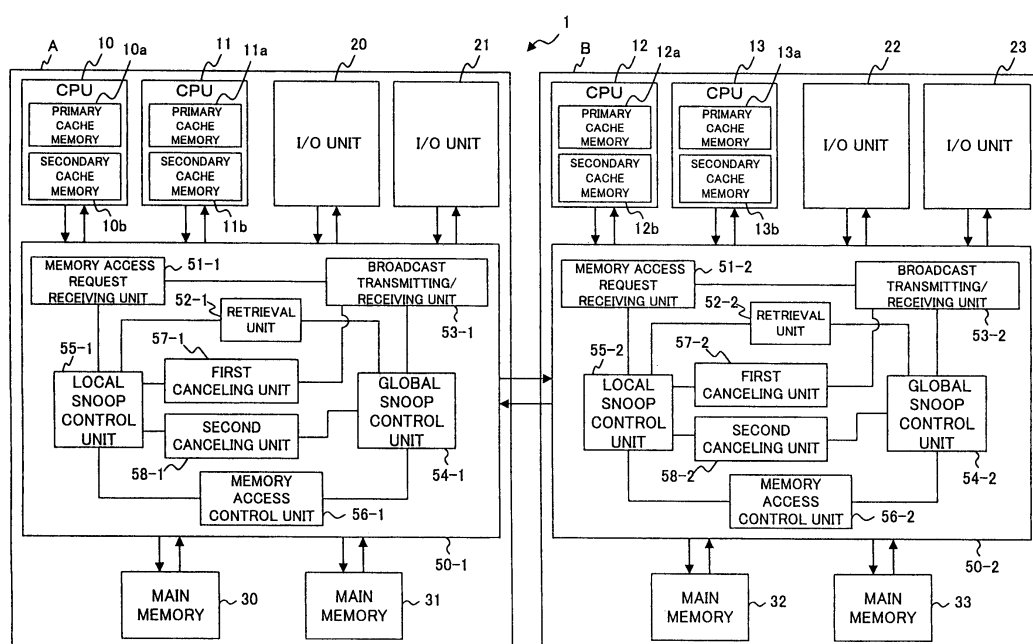 1
A
10
10a
11
11a
20
21
B
12
12a
13
13a
22
23
CPU
PRIMARY
CACHE
MEMORY
SECONDARY
CACHE
MEMORY
10b
CPU
PRIMARY
CACHE
MEMORY
SECONDARY
CACHE
MEMORY
11b
I/O UNIT
I/O UNIT
CPU
PRIMARY
CACHE
MEMORY
SECONDARY
CACHE
MEMORY
12b
CPU
PRIMARY
CACHE
MEMORY
SECONDARY
CACHE
MEMORY
13b
I/O UNIT
I/O UNIT
MEMORY ACCESS
REQUEST
RECEIVING UNIT
51-1
BROADCAST
TRANSMITTING/
RECEIVING UNIT
53-1
52-1
RETRIEVAL
UNIT
55-1
LOCAL
SNOOP
CONTROL
UNIT
57-1
FIRST
CANCELING UNIT
SECOND
CANCELING UNIT
58-1
GLOBAL
SNOOP
CONTROL
UNIT
54-1
MEMORY
ACCESS
CONTROL UNIT
56-1
50-1
MAIN
MEMORY
30
MAIN
MEMORY
31
MEMORY ACCESS
REQUEST
RECEIVING UNIT
51-2
BROADCAST
TRANSMITTING/
RECEIVING UNIT
53-2
52-2
RETRIEVAL
UNIT
55-2
LOCAL
SNOOP
CONTROL
UNIT
57-2
FIRST
CANCELING UNIT
SECOND
CANCELING UNIT
58-2
GLOBAL
SNOOP
CONTROL
UNIT
54-2
MEMORY
ACCESS
CONTROL UNIT
56-2
50-2
MAIN
MEMORY
32
MAIN
MEMORY
33